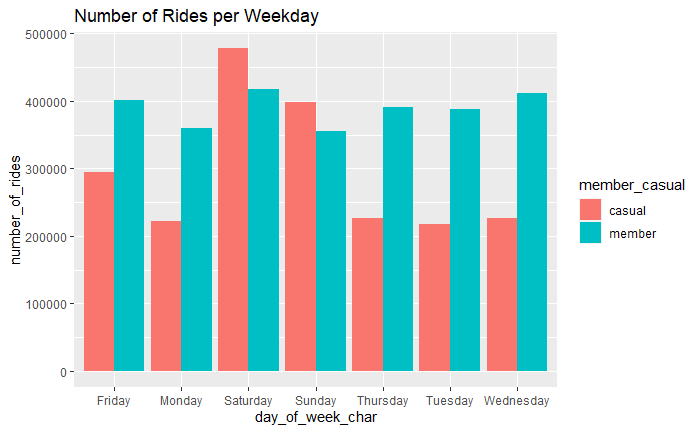 Number of Rides per Weekday
number_of_rides
500000
400000
300000
200000
100000
0
Friday Monday Saturday Sunday Thursday Tuesday Wednesday
day_of_week_char
member_casual
casual
member